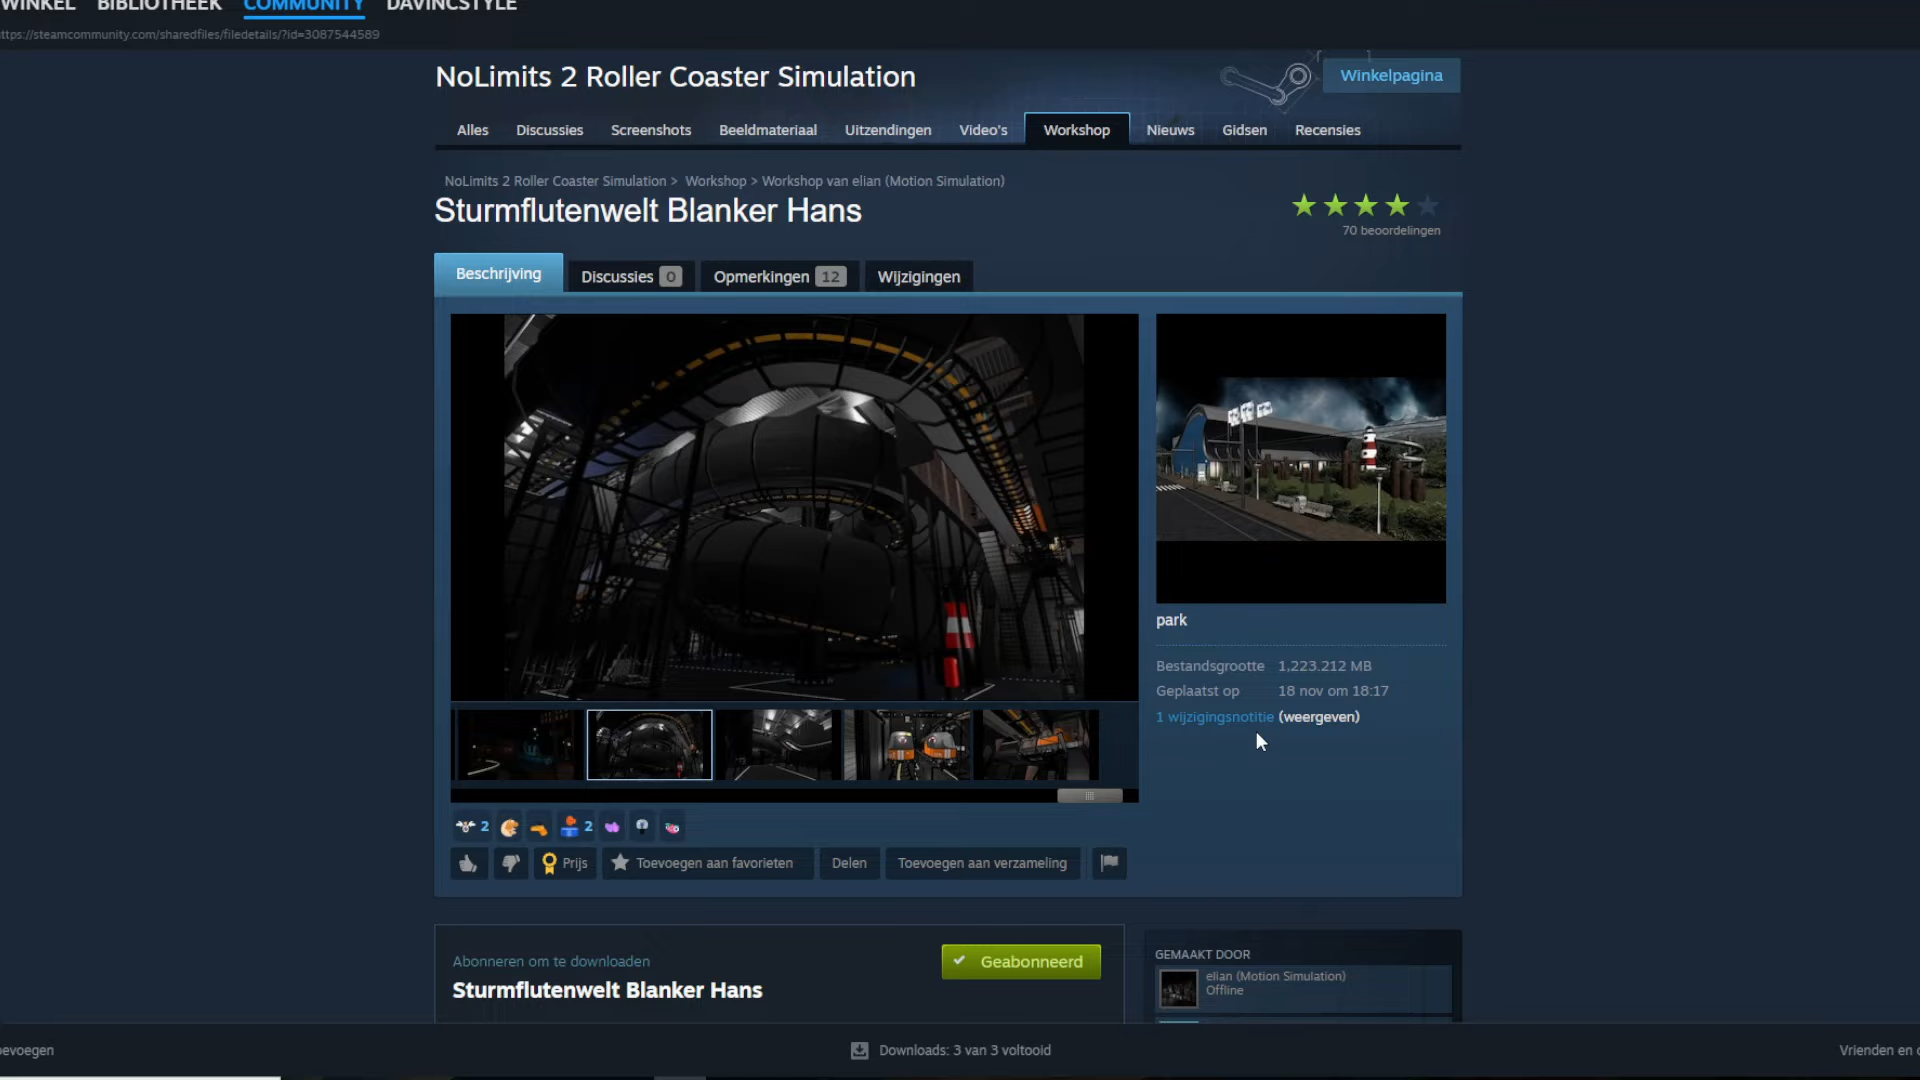 WINKEL BIBLIOTHEEK COMMUNITY DAVINCSTYLE
ttps://steamcommunity.com/sharedfiles/filedetails/?id=3087544589
NoLimits 2 Roller Coaster Simulation
Winkelpagina
Alles Discussies Screenshots Beeldmateriaal Uitzendingen Video's Workshop Nieuws Gidsen Recensies
NoLimits 2 Roller Coaster Simulation > Workshop > Workshop van elian (Motion Simulation)
Sturmflutenwelt Blanker Hans
70 beoordelingen
Beschrijving Discussies 0 Opmerkingen 12 Wijzigingen
park
Bestandsgrootte 1,223.212 MB
Geplaatst op 18 nov om 18:17
1 wijzigingsnotitie (weergeven)
2 2
Prijs Toevoegen aan favorieten Delen Toevoegen aan verzameling
Abonneren om te downloaden
Geabonneerd
Sturmflutenwelt Blanker Hans
GEMAAKT DOOR
elian (Motion Simulation)
Offline
oevoegen
Downloads: 3 van 3 voltooid
Vrienden en